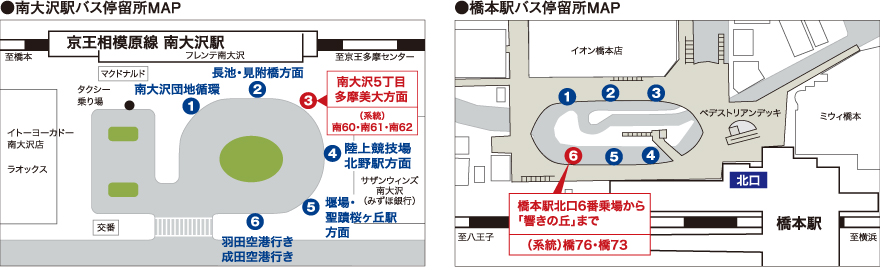 ●南大沢駅バス停留所MAP
京王相模原線 南大沢駅
フレンテ南大沢
至橋本
至京王多摩センター
マクドナルド
タクシー
乗り場
長池・見附橋方面
南大沢団地循環
2
1
3
南大沢5丁目
多摩美大方面
(系統)
南60・南61・南62
イトーヨーカドー
南大沢店
ラオックス
4
陸上競技場
北野駅方面
サザンウィンズ
南大沢
(みずほ銀行)
5
堰場・
聖蹟桜ヶ丘駅
方面
交番
6
羽田空港行き
成田空港行き
●橋本駅バス停留所MAP
イオン橋本店
1
2
3
ペデストリアンデッキ
ミウィ橋本
6
5
4
北口
橋本駅北口6番乗場から
「響きの丘」まで
(系統)橋76・橋73
橋本駅
至八王子
至横浜